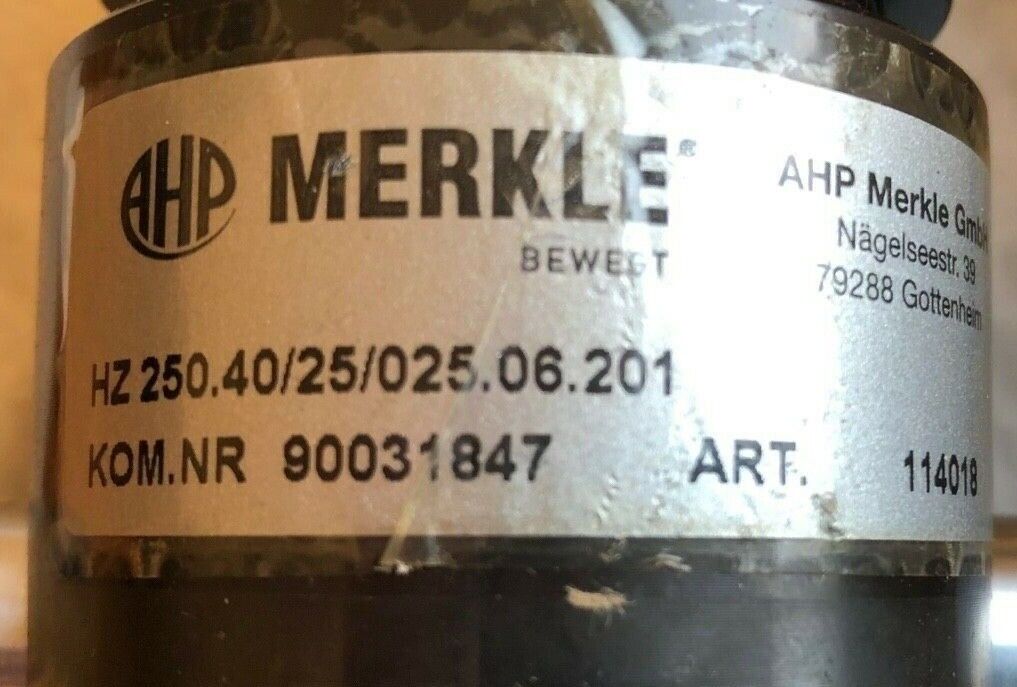 AHP MERKLE®
BEWEGT
AHP Merkle GmbH
Nägelseestr. 39
79288 Gottenheim
HZ 250.40/25/025.06.201
KOM.NR 90031847 ART. 114018